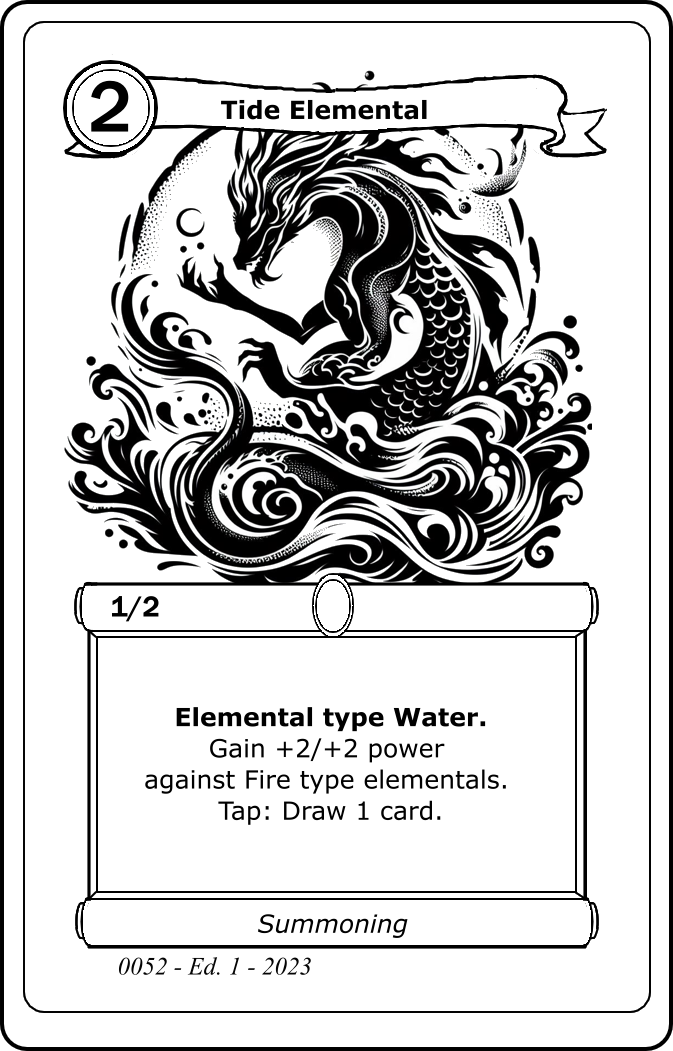 2
Tide Elemental
1/2
Elemental type Water.
Gain +2/+2 power
against Fire type elementals.
Tap: Draw 1 card.
Summoning
0052 - Ed. 1 - 2023